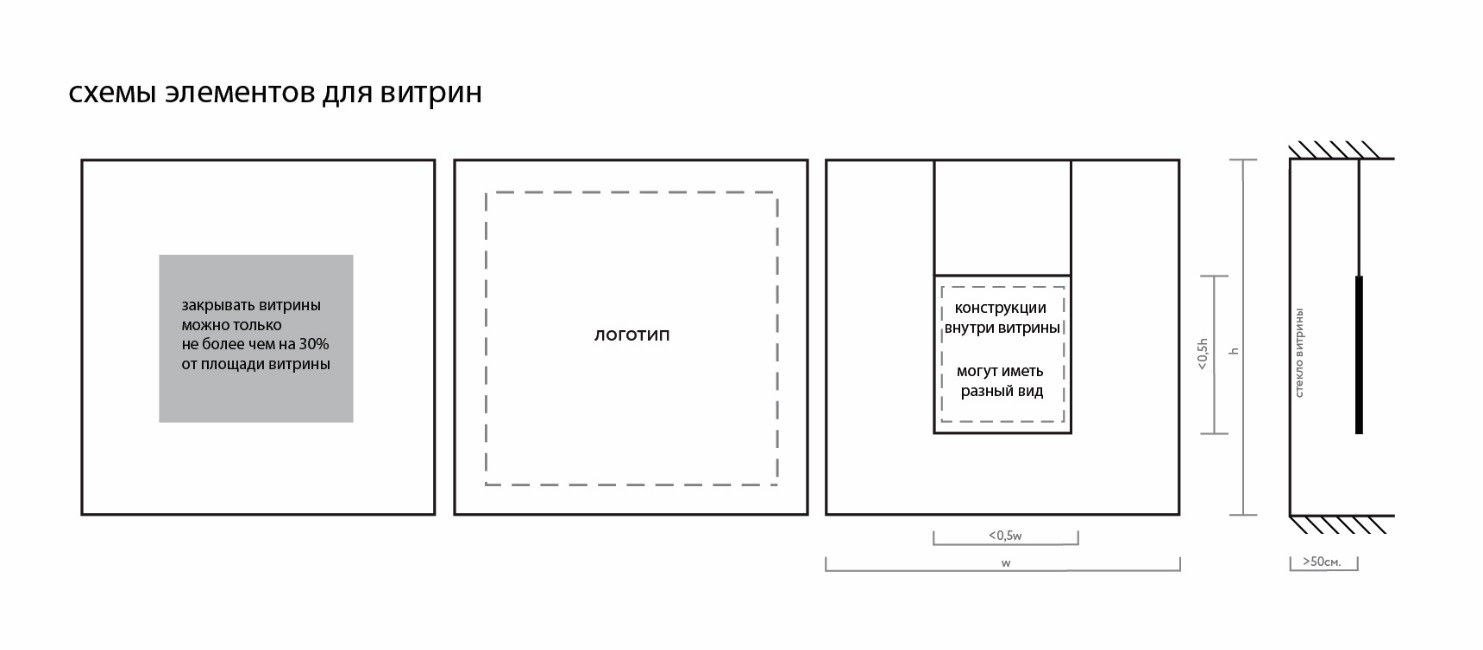 схемы элементов для витрин
закрывать витрины
можно только
не более чем на 30%
от площади витрины
ЛОГОТИП
конструкции
внутри витрины
могут иметь
разный вид
<0,5h
h
<0,5w
w
стекло витрины
>50см.